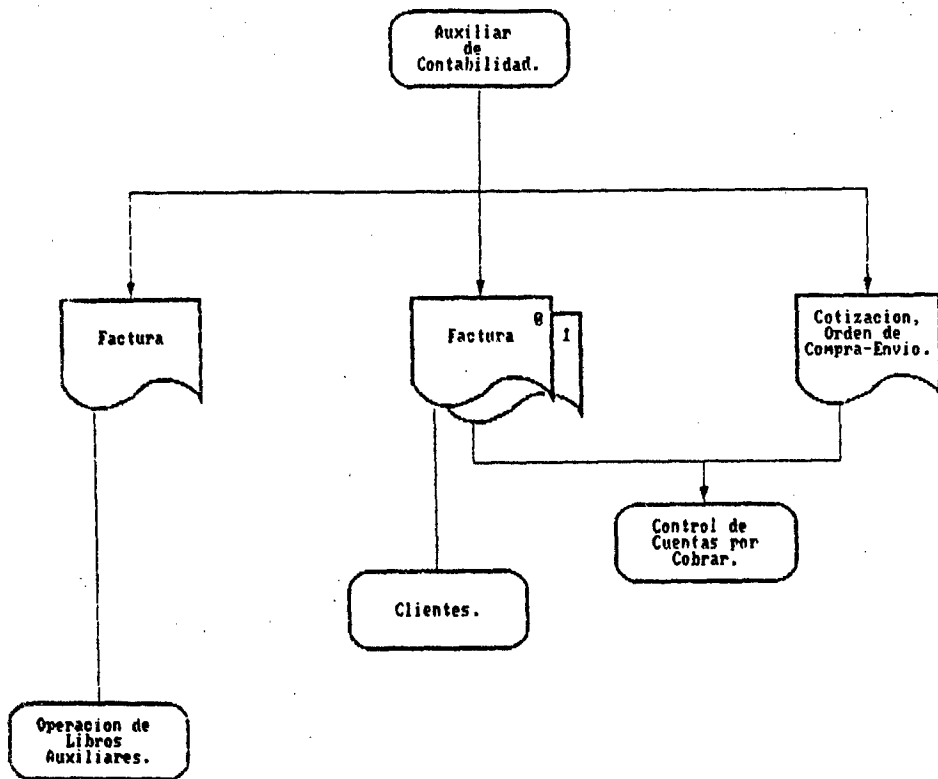 Auxiliar
de
Contabilidad.
Factura
Factura
0
1
Cotizacion,
Orden de
Compra-Envio.
Control de
Cuentas por
Cobrar.
Clientes.
Operacion de
Libros
Auxiliares.